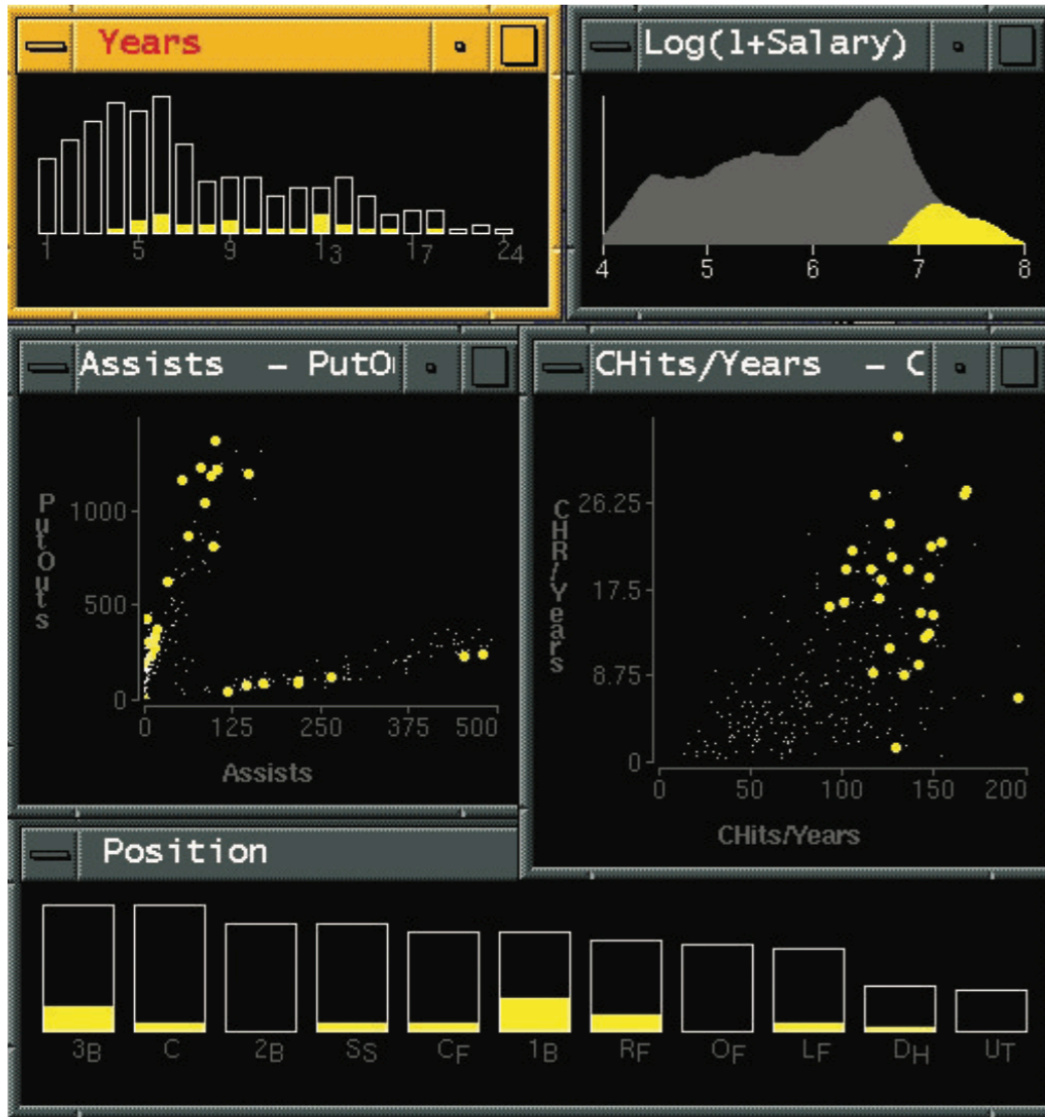 Years
1 5 9 13 17 24
Log(1+Salary)
4 5 6 7 8
Assists – PutO
PutOuts
1000
500
0
0 125 250 375 500
Assists
CHits/Years – C
CHR/Years
26.25
17.5
8.75
0
0 50 100 150 200
CHits/Years
Position
3B C 2B SS CF 1B RF OF LF DH UT